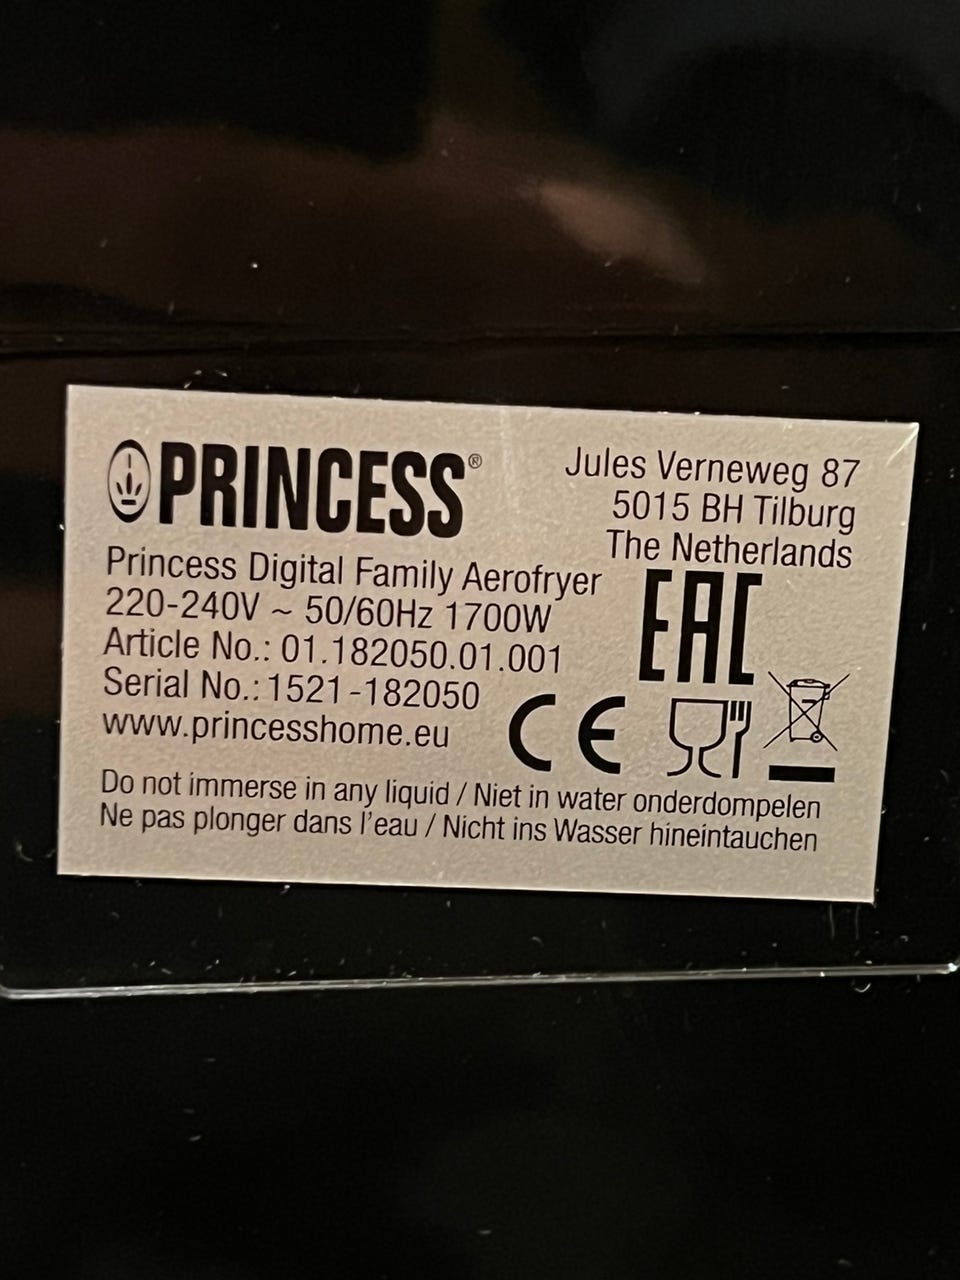 PRINCESS®
Princess Digital Family Aerofryer
220-240V ~ 50/60Hz 1700W
Article No.: 01.182050.01.001
Serial No.: 1521-182050
www.princesshome.eu
Jules Verneweg 87
5015 BH Tilburg
The Netherlands
EAC
CE
Do not immerse in any liquid / Niet in water onderdompelen
Ne pas plonger dans l'eau / Nicht ins Wasser hineintauchen